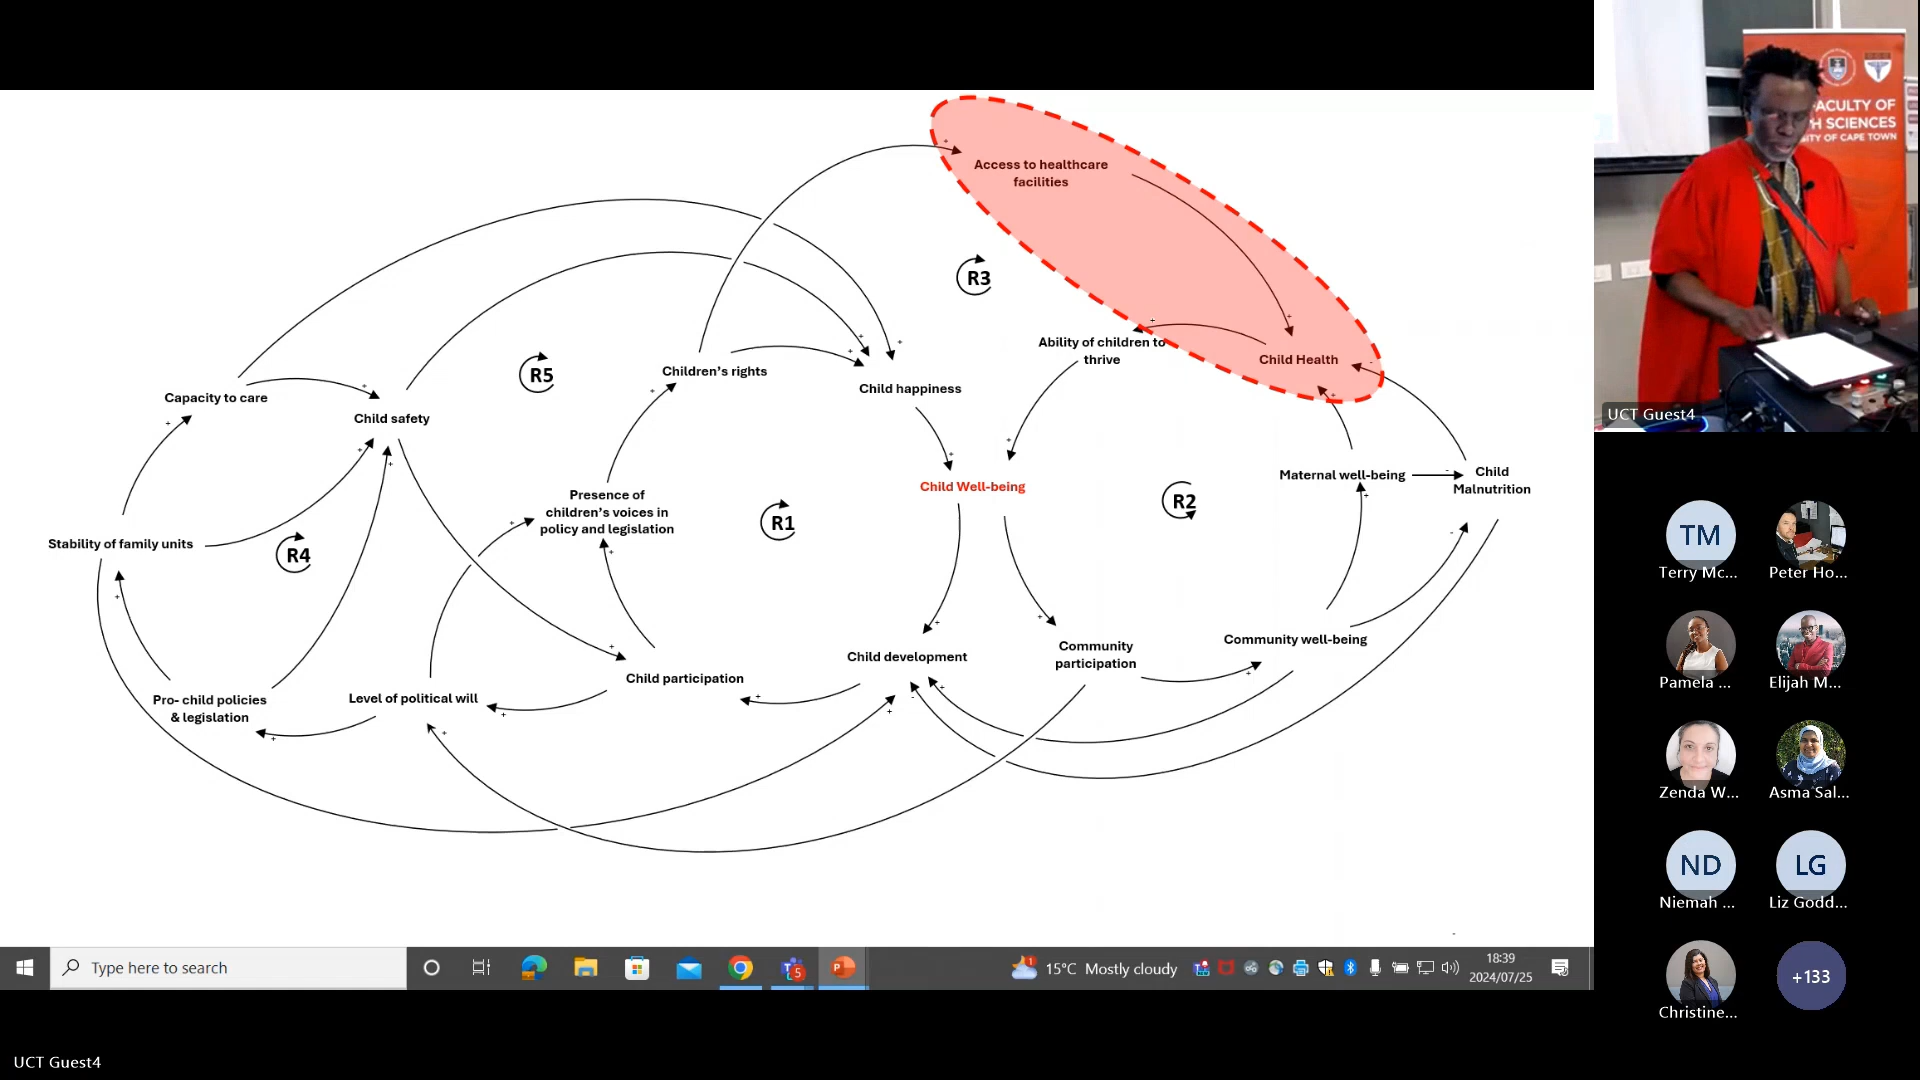 Access to healthcare
facilities
R3
Ability of children to
thrive
Child Health
R5
Children's rights
Child happiness
Capacity to care
Child safety
Maternal well-being
Child
Malnutrition
Child Well-being
R2
Presence of
children's voices in
policy and legislation
R1
Stability of family units
R4
Community well-being
Community
participation
Child development
Child participation
Pro- child policies
& legislation
Level of political will
Type here to search
15°C Mostly cloudy
18:39
2024/07/25
UCT Guest4
ACULTY OF
H SCIENCES
ITY OF CAPE TOWN
UCT Guest4
TM
Terry Mc...
Peter Ho...
Pamela ...
Elijah M...
Zenda W...
Asma Sal...
ND
Niemah ...
LG
Liz Godd...
Christine...
+133